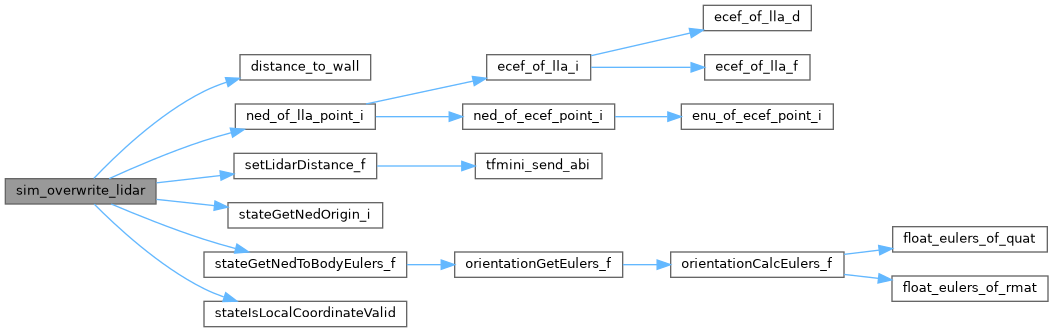 ecef_of_lla_d
distance_to_wall
ecef_of_lla_i
ecef_of_lla_f
ned_of_lla_point_i
ned_of_ecef_point_i
enu_of_ecef_point_i
setLidarDistance_f
tfmini_send_abi
sim_overwrite_lidar
stateGetNedOrigin_i
float_eulers_of_quat
stateGetNedToBodyEulers_f
orientationGetEulers_f
orientationCalcEulers_f
float_eulers_of_rmat
stateIsLocalCoordinateValid